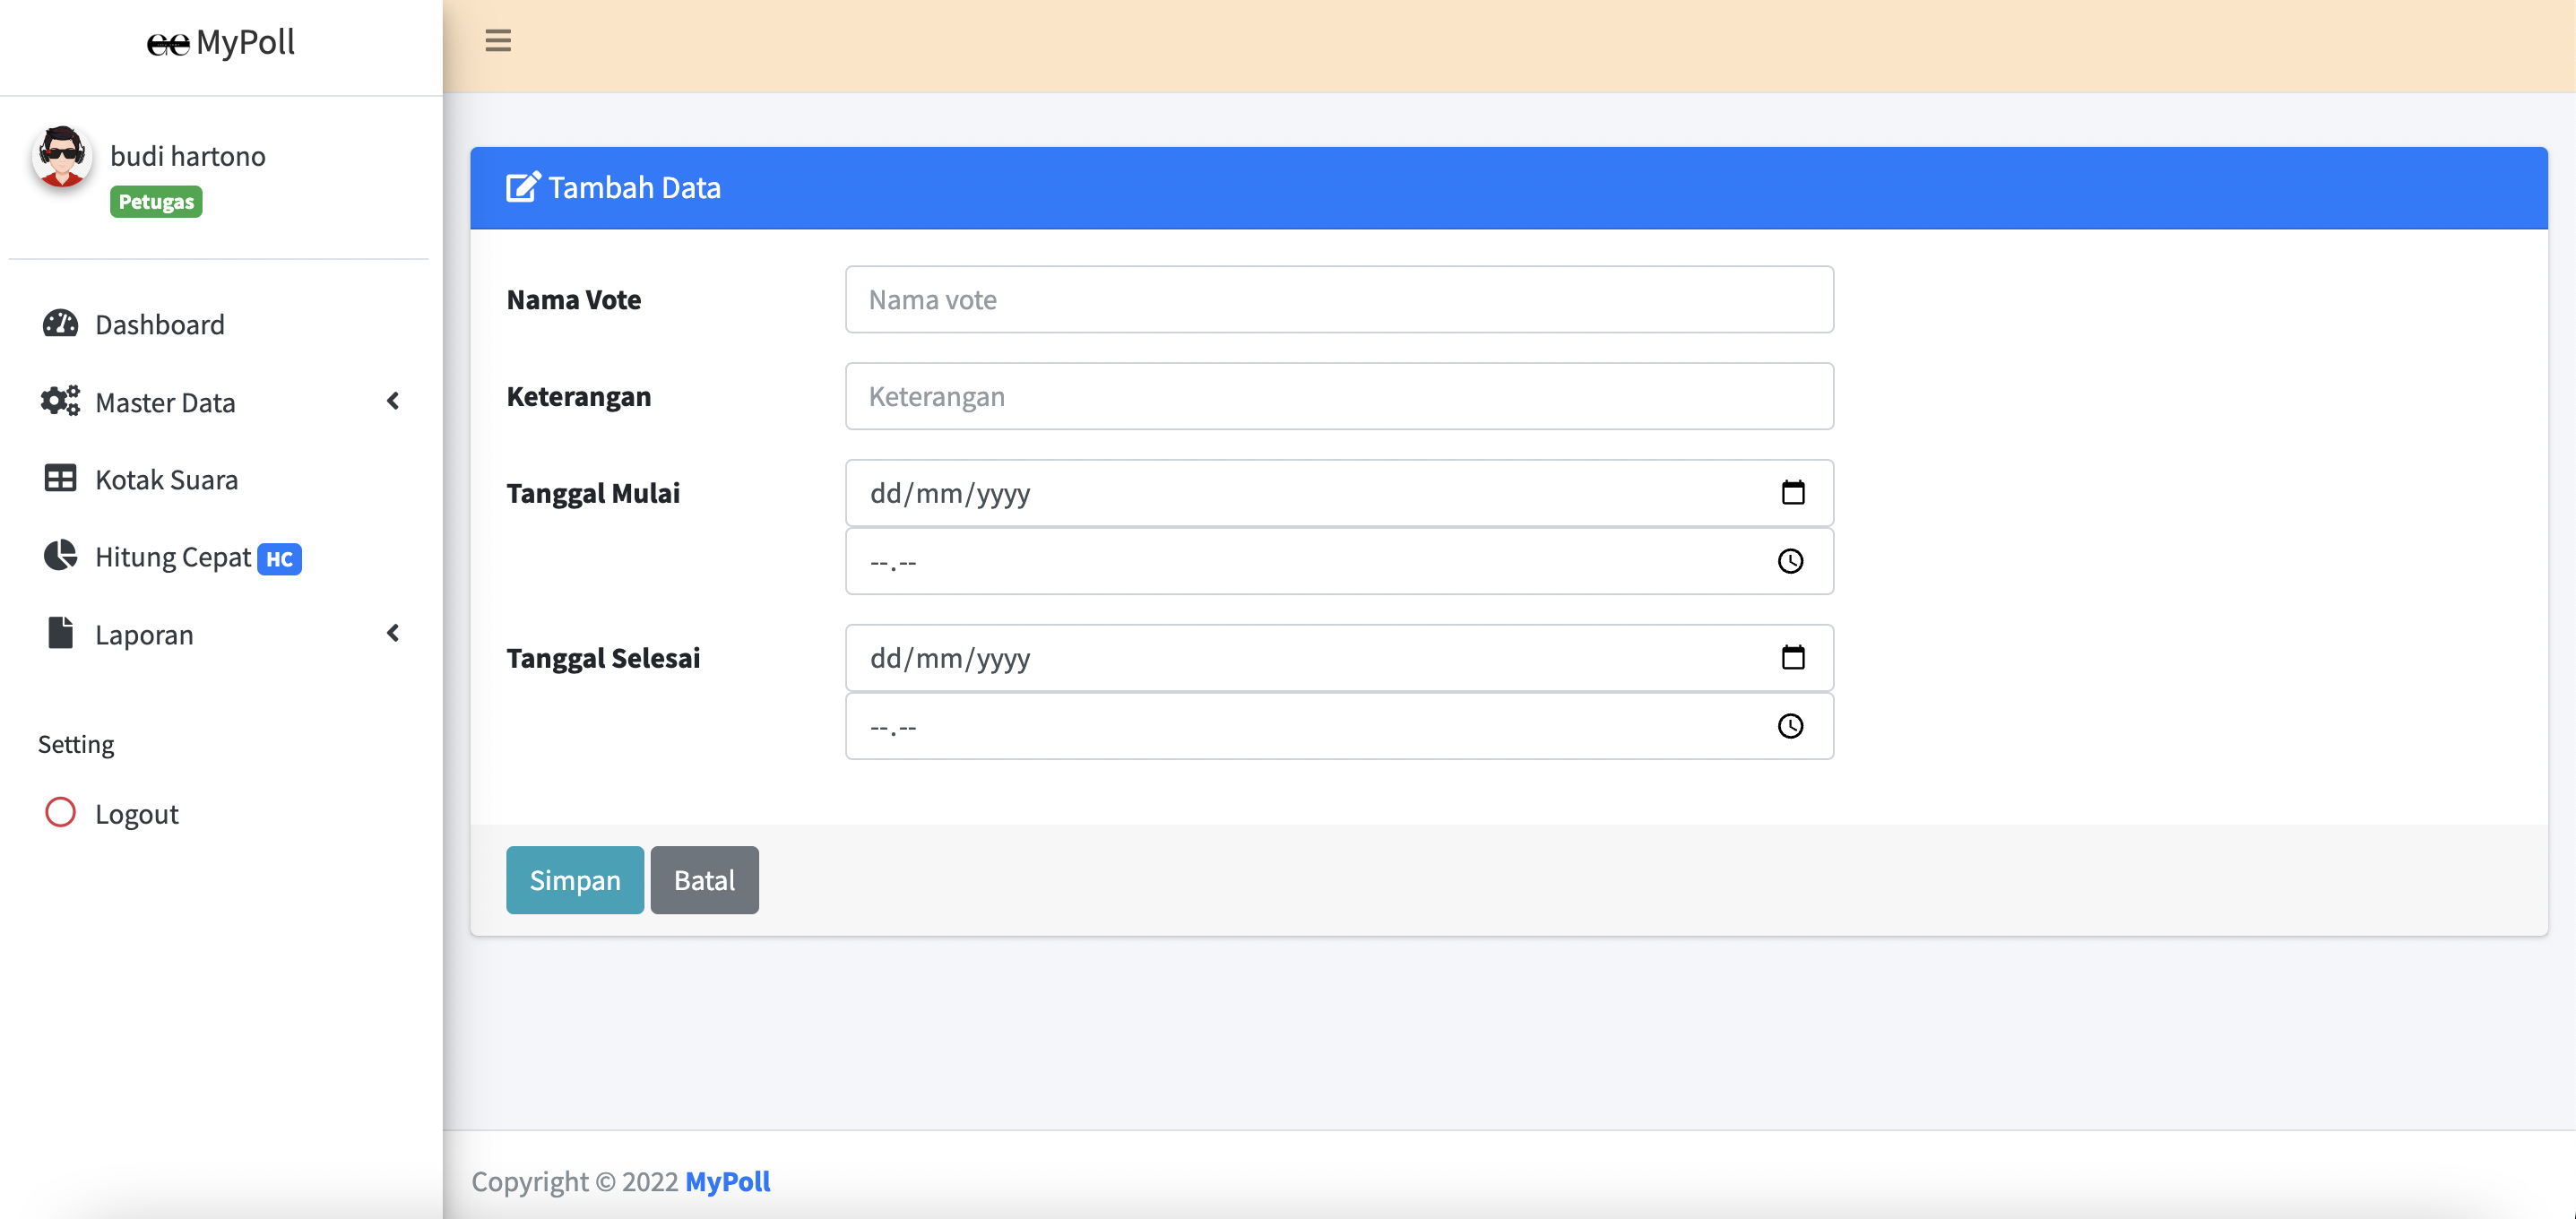 MyPoll
budi hartono
Petugas
Dashboard
Master Data
Kotak Suara
Hitung Cepat HC
Laporan
Setting
Logout
Tambah Data
Nama Vote
Nama vote
Keterangan
Keterangan
Tanggal Mulai
dd/mm/yyyy
--.--
Tanggal Selesai
dd/mm/yyyy
--.--
Simpan Batal
Copyright © 2022 MyPoll